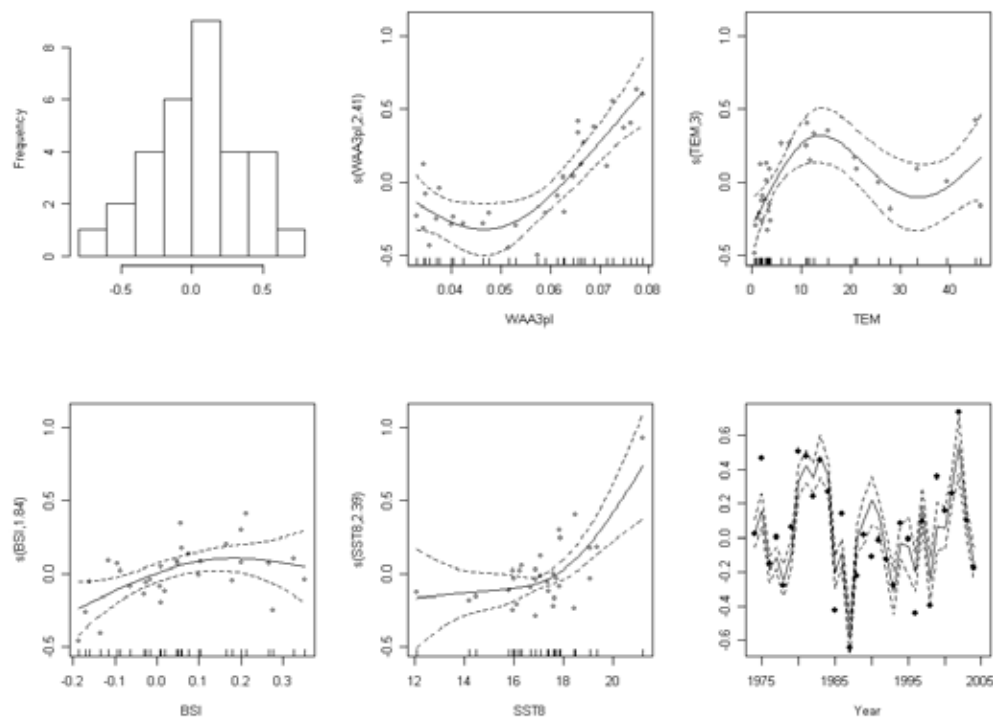 Frequency
0 2 4 6 8
-0.5 0.0 0.5
s(WAA3pl,2.41)
-0.5 0.0 0.5 1.0
0.04 0.05 0.06 0.07 0.08
WAA3pl
s(TEM,3)
-0.5 0.0 0.5 1.0
0 10 20 30 40
TEM
s(BSI,1.84)
-0.5 0.0 0.5 1.0
-0.2 -0.1 0.0 0.1 0.2 0.3
BSI
s(SST8,2.39)
-0.5 0.0 0.5 1.0
12 14 16 18 20
SST8
-0.6 -0.4 -0.2 0.0 0.2 0.4 0.6
1975 1985 1995 2005
Year